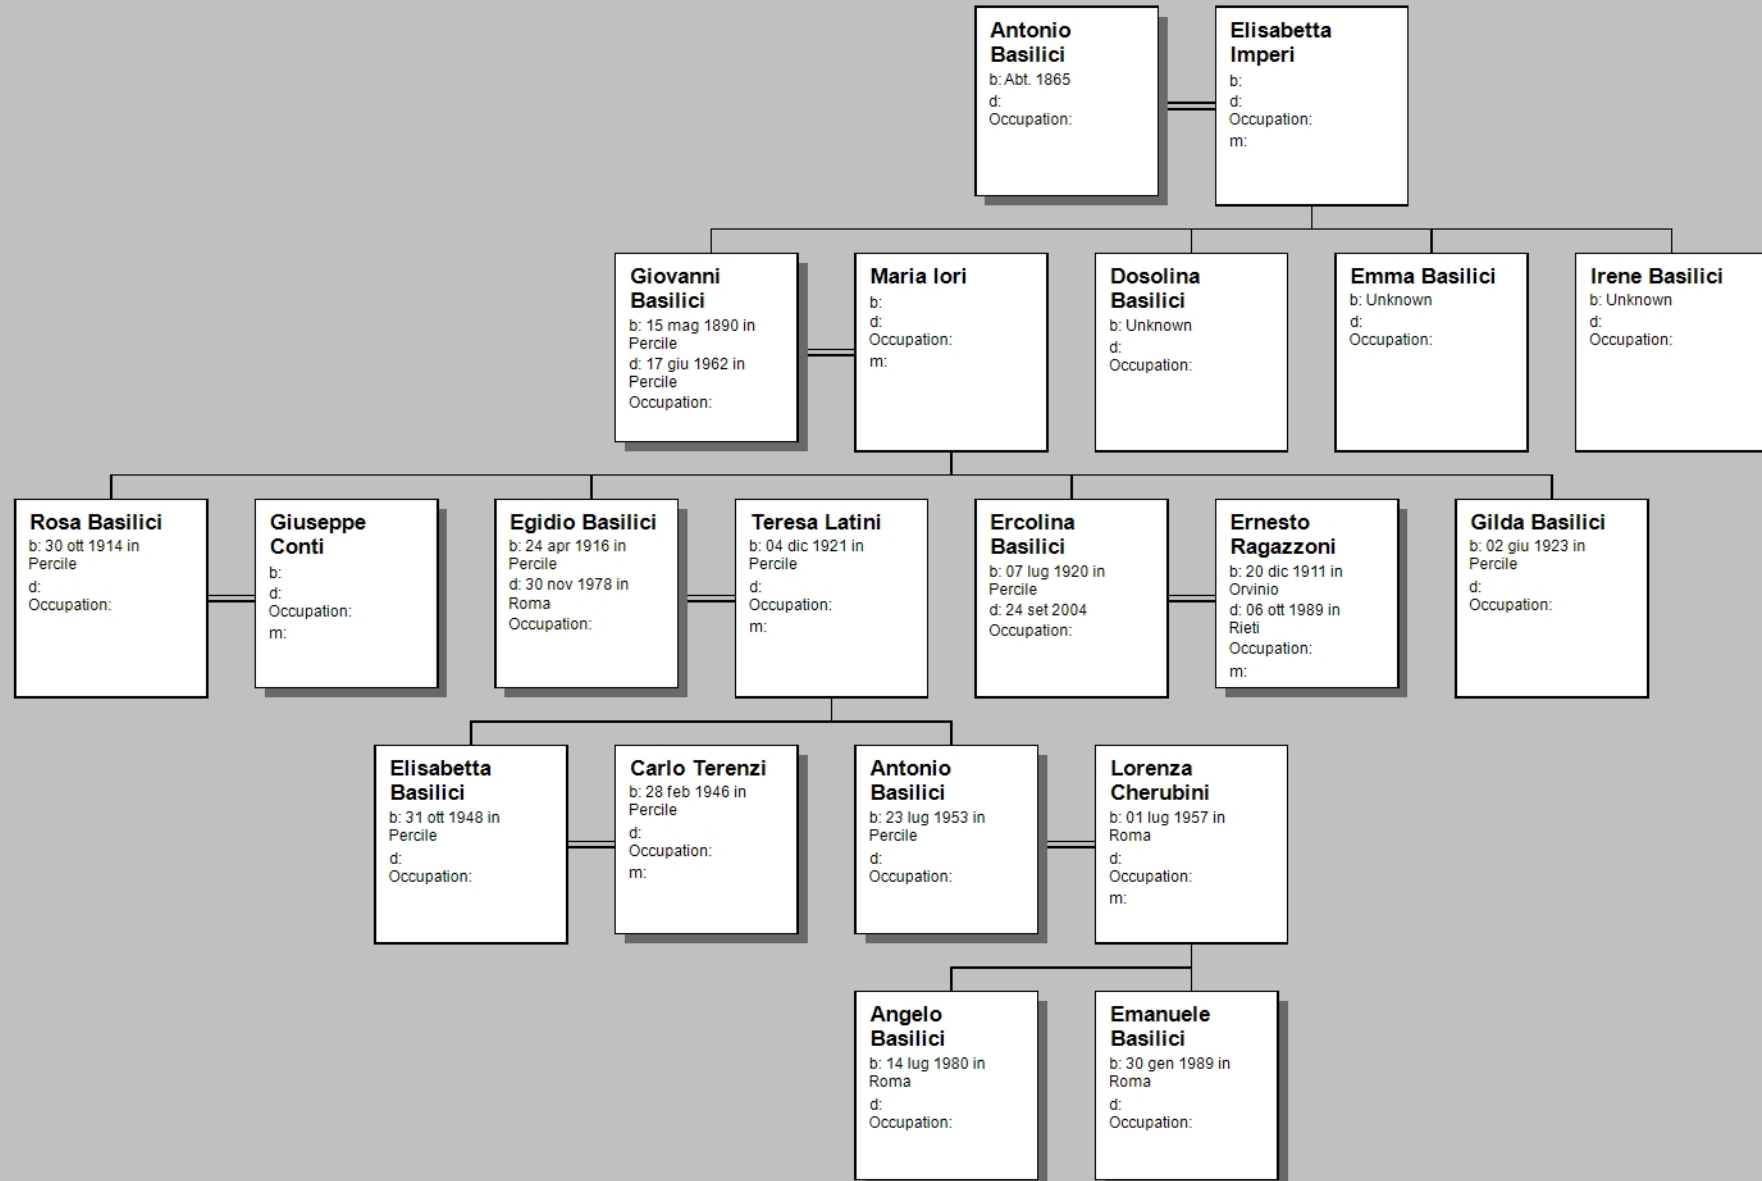 Antonio
Basilici
b: Abt. 1865
d:
Occupation:
Elisabetta
Imperi
b:
d:
Occupation:
m:
Giovanni
Basilici
b: 15 mag 1890 in
Percile
d: 17 giu 1962 in
Percile
Occupation:
Maria Iori
b:
d:
Occupation:
m:
Dosolina
Basilici
b: Unknown
d:
Occupation:
Emma Basilici
b: Unknown
d:
Occupation:
Irene Basilici
b: Unknown
d:
Occupation:
Rosa Basilici
b: 30 ott 1914 in
Percile
d:
Occupation:
Giuseppe
Conti
b:
d:
Occupation:
m:
Egidio Basilici
b: 24 apr 1916 in
Percile
d: 30 nov 1978 in
Roma
Occupation:
Teresa Latini
b: 04 dic 1921 in
Percile
d:
Occupation:
m:
Ercolina
Basilici
b: 07 lug 1920 in
Percile
d: 24 set 2004
Occupation:
Ernesto
Ragazzoni
b: 20 dic 1911 in
Orvinio
d: 06 ott 1989 in
Rieti
Occupation:
m:
Gilda Basilici
b: 02 giu 1923 in
Percile
d:
Occupation:
Elisabetta
Basilici
b: 31 ott 1948 in
Percile
d:
Occupation:
Carlo Terenzi
b: 28 feb 1946 in
Percile
d:
Occupation:
m:
Antonio
Basilici
b: 23 lug 1953 in
Percile
d:
Occupation:
Lorenza
Cherubini
b: 01 lug 1957 in
Roma
d:
Occupation:
m:
Angelo
Basilici
b: 14 lug 1980 in
Roma
d:
Occupation:
Emanuele
Basilici
b: 30 gen 1989 in
Roma
d:
Occupation: